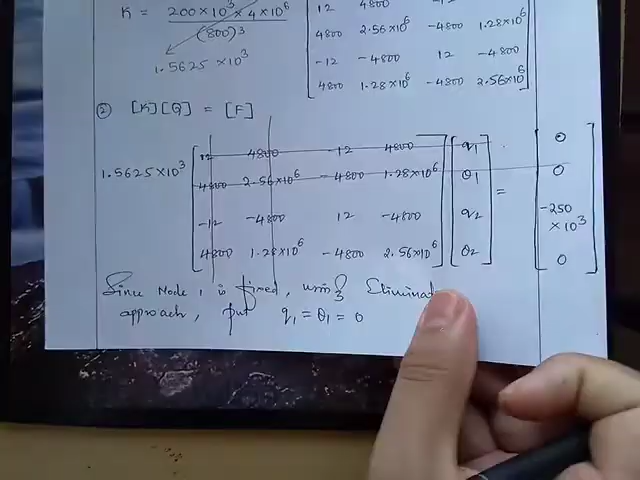 K = 200×10³ × 4×10⁶ / (800)³
1.5625 ×10³
12 4800 -12
4800 2.56×10⁶ -4800 1.28×10⁶
-12 -4800 12 -4800
4800 1.28×10⁶ -4800 2.56×10⁶
② [K][Q] = [F]
1.5625×10³ [ 12 4800 -12 4800 ] [ q₁ ] = [ 0 ]
4800 2.56×10⁶ -4800 1.28×10⁶ θ₁ 0
-12 -4800 12 -4800 q₂ -250 ×10³
4800 1.28×10⁶ -4800 2.56×10⁶ θ₂ 0
Since Node 1 is fixed, using
approach, put q₁ = θ₁ = 0